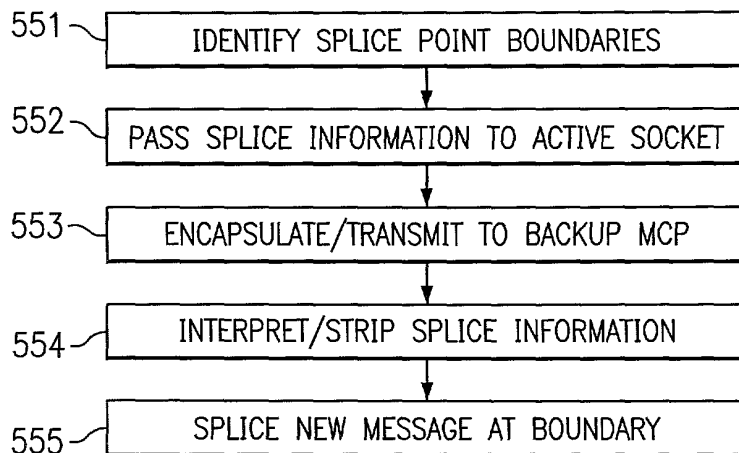 551 IDENTIFY SPLICE POINT BOUNDARIES
552 PASS SPLICE INFORMATION TO ACTIVE SOCKET
553 ENCAPSULATE/TRANSMIT TO BACKUP MCP
554 INTERPRET/STRIP SPLICE INFORMATION
555 SPLICE NEW MESSAGE AT BOUNDARY